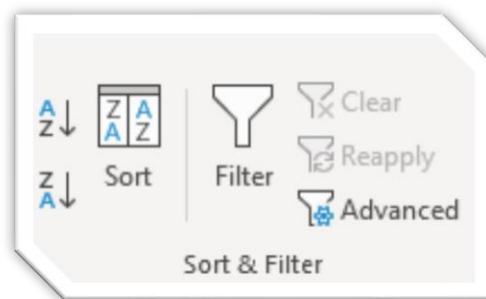 A
Z
Z A
A Z
Z
A
Sort
Filter
Clear
Reapply
Advanced
Sort & Filter